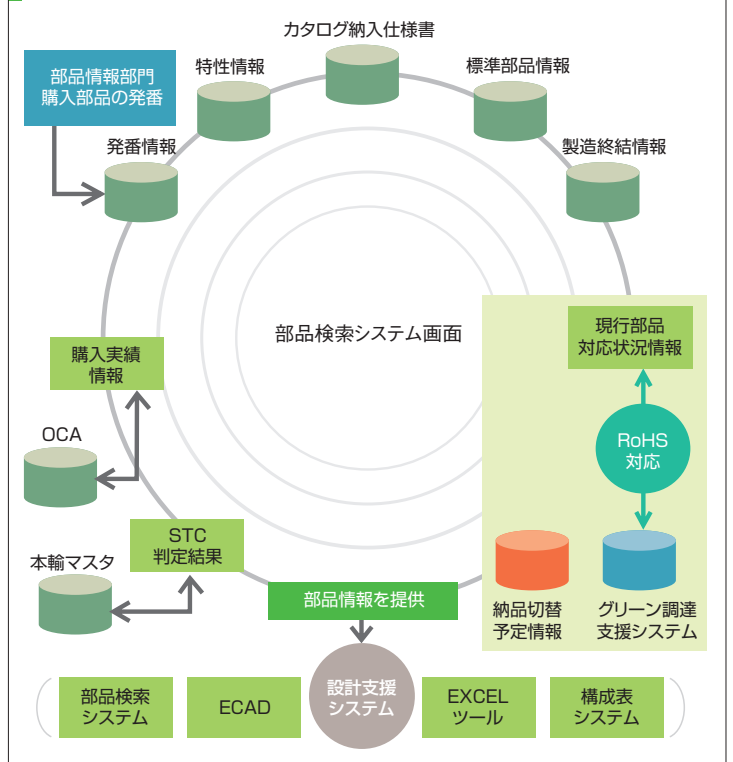 カタログ納入仕様書
特性情報
標準部品情報
部品情報部門
購入部品の発番
発番情報
製造終結情報
部品検索システム画面
現行部品
対応状況情報
購入実績
情報
OCA
RoHS
対応
STC
判定結果
本輸マスタ
納品切替
予定情報
グリーン調達
支援システム
部品情報を提供
設計支援
システム
部品検索
システム
ECAD
EXCEL
ツール
構成表
システム